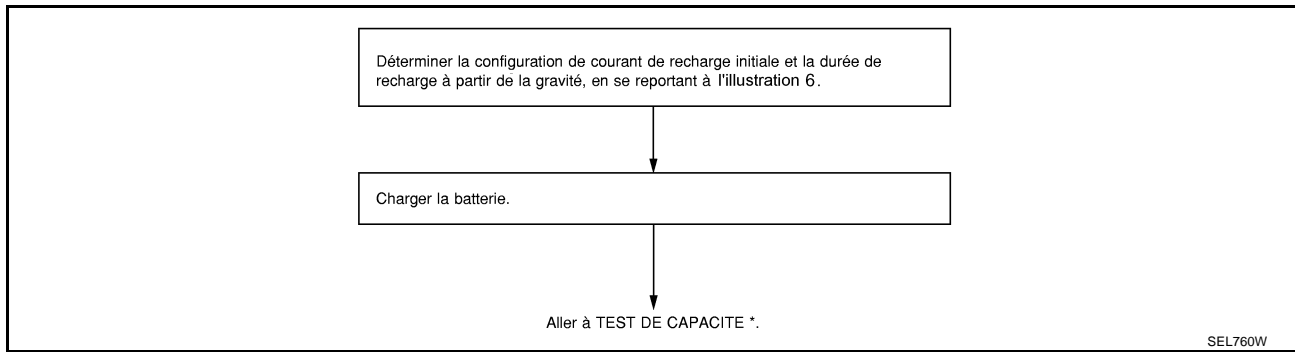 Déterminer la configuration de courant de recharge initiale et la durée de
recharge à partir de la gravité, en se reportant à l'illustration 6.
Charger la batterie.
Aller à TEST DE CAPACITE *.
SEL760W